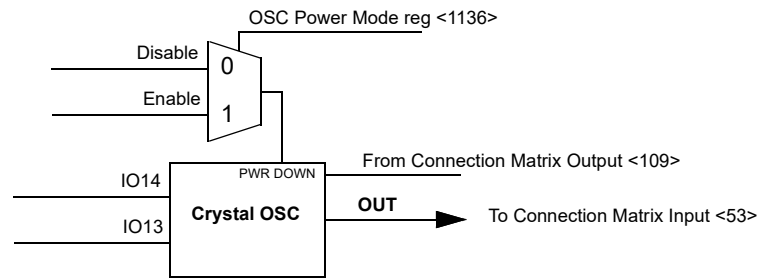 OSC Power Mode reg <1136>
Disable
0
Enable
1
PWR DOWN
From Connection Matrix Output <109>
IO14
Crystal OSC
OUT
To Connection Matrix Input <53>
IO13